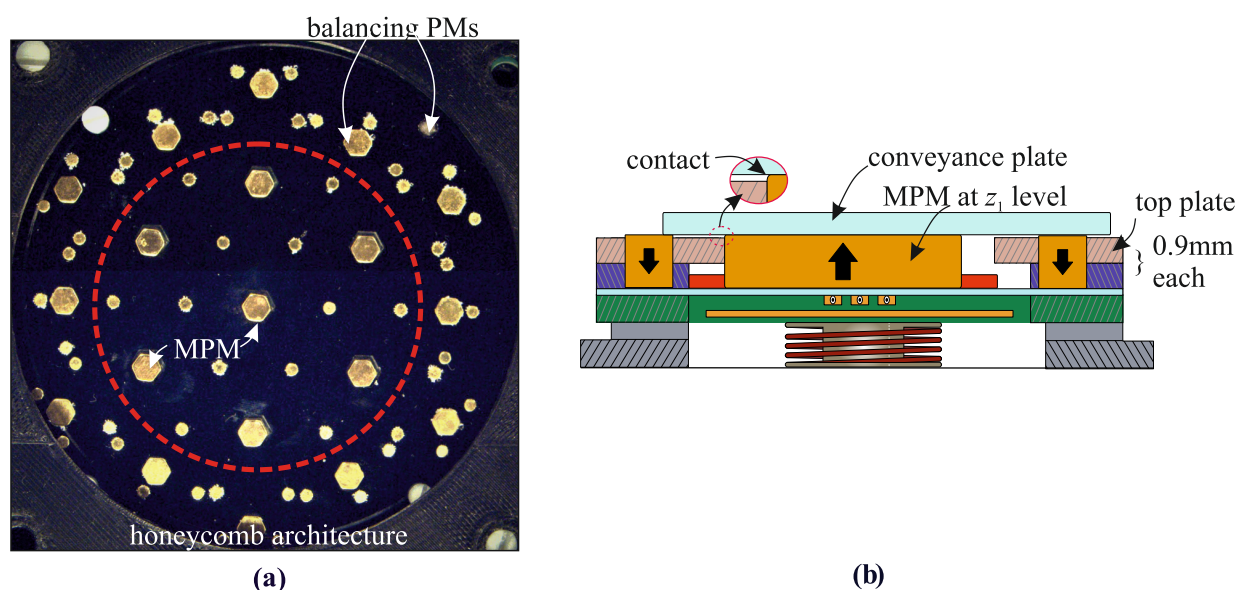 balancing PMs
MPM
honeycomb architecture
(a)
contact
conveyance plate
MPM at z1 level
top plate
0.9mm
each
(b)